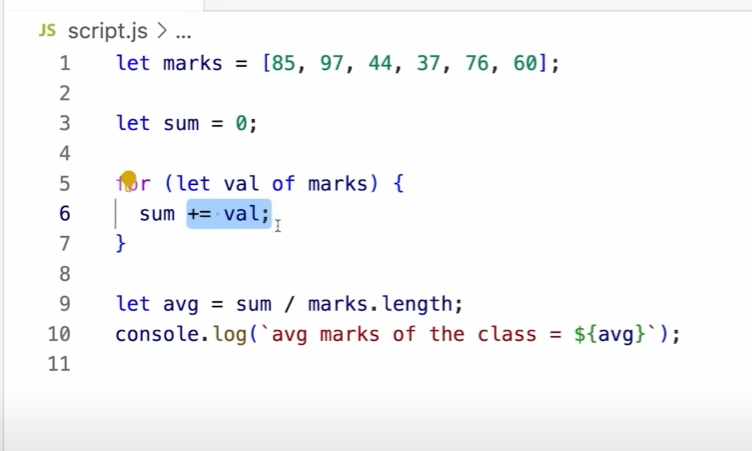 JS script.js > ...
1 let marks = [85, 97, 44, 37, 76, 60];
2
3 let sum = 0;
4
5 for (let val of marks) {
6 sum += val;
7 }
8
9 let avg = sum / marks.length;
10 console.log(`avg marks of the class = ${avg}`);
11